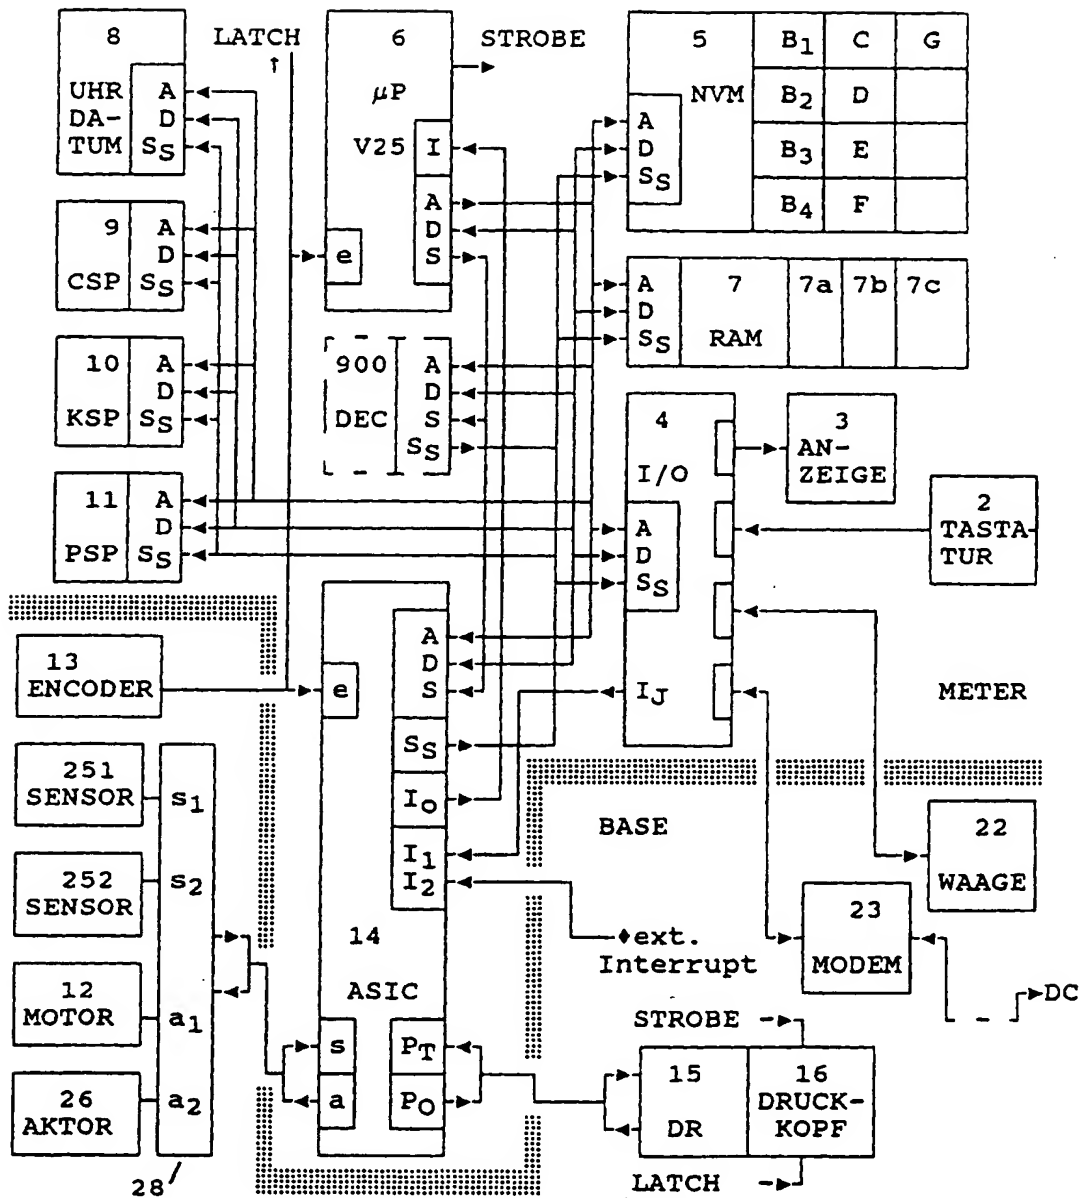 8
LATCH
↑
6
STROBE
5
B1
C
G
UHR
DA-
TUM
A
D
SS
µP
V25
I
A
D
S
e
NVM
A
D
SS
B2
D
B3
E
B4
F
9
CSP
A
D
SS
A
D
SS
7
RAM
7a
7b
7c
10
KSP
A
D
SS
900
DEC
A
D
S
SS
4
I/O
3
AN-
ZEIGE
11
PSP
A
D
SS
A
D
SS
2
TASTA-
TUR
13
ENCODER
e
A
D
S
IJ
METER
SS
251
SENSOR
s1
IO
BASE
22
WAAGE
I1
I2
252
SENSOR
s2
14
ASIC
ext.
Interrupt
23
MODEM
DC
12
MOTOR
a1
STROBE
s
PT
15
DR
16
DRUCK-
KOPF
26
AKTOR
a2
a
PO
28
LATCH